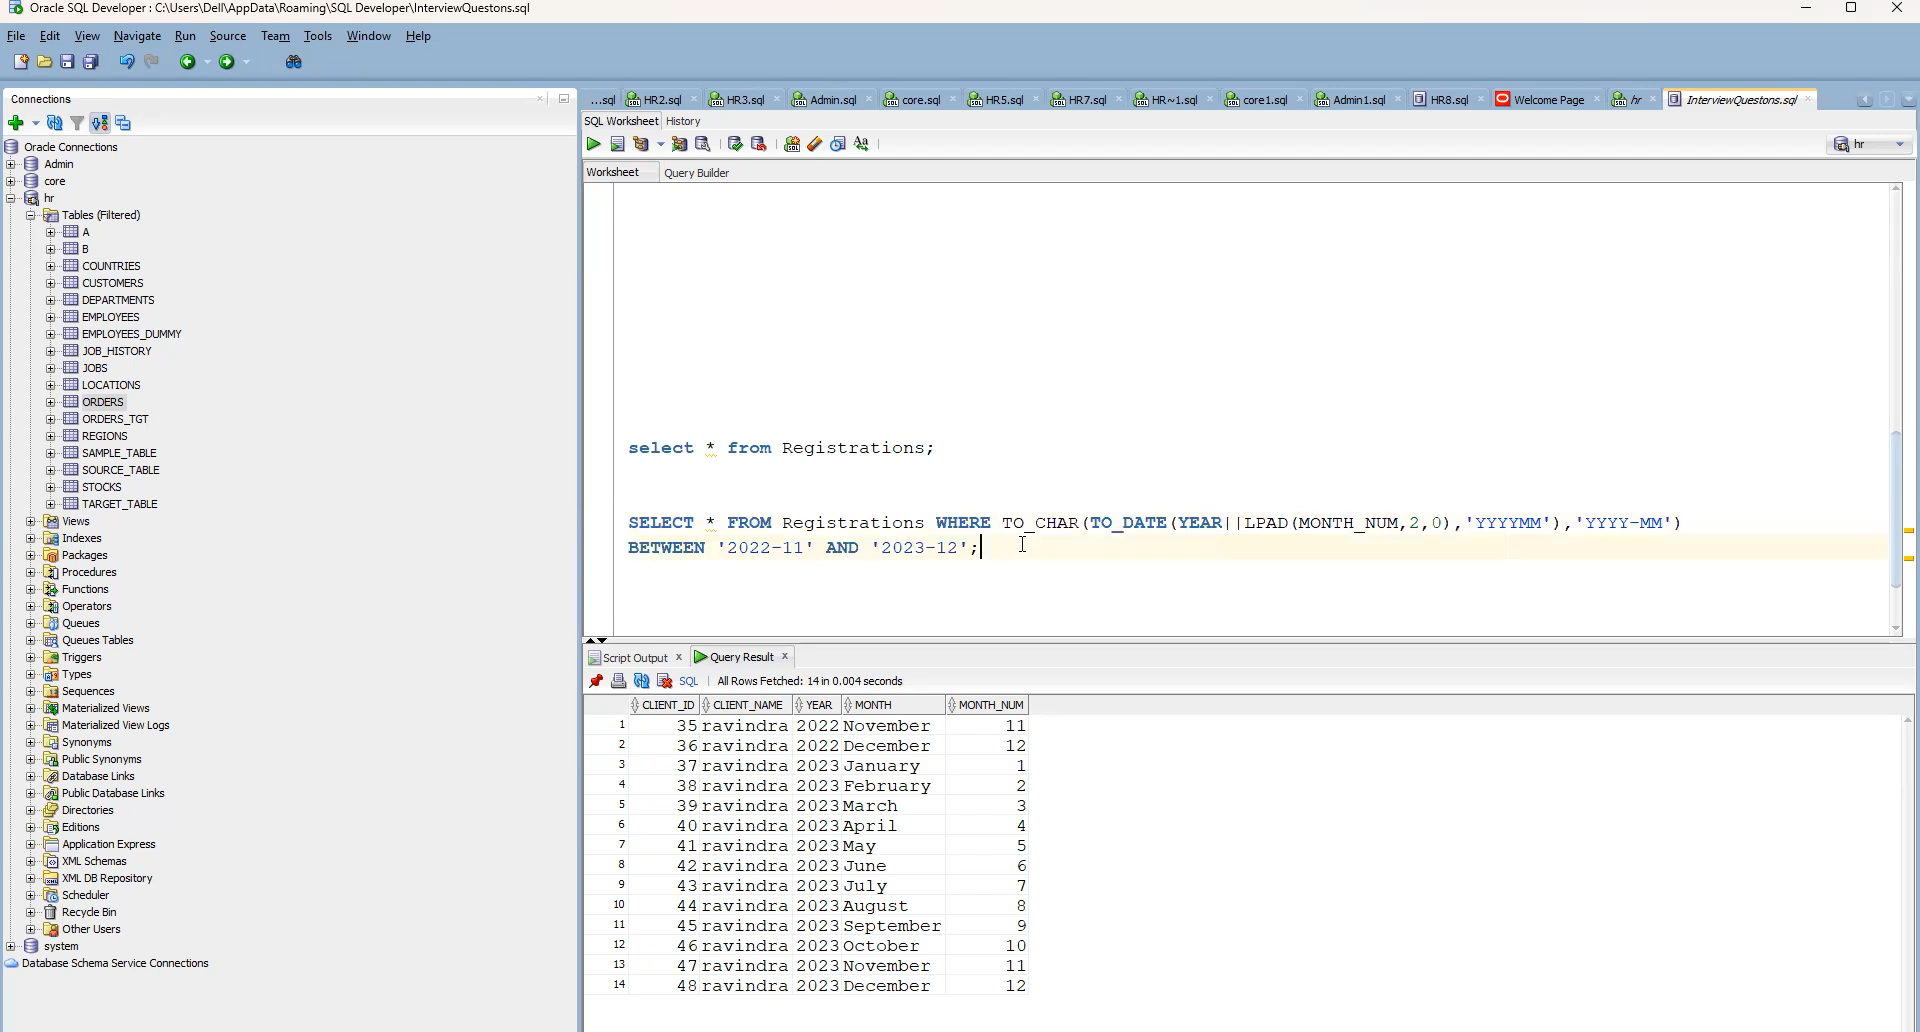 Oracle SQL Developer : C:\Users\Dell\AppData\Roaming\SQL Developer\InterviewQuestons.sql
File Edit View Navigate Run Source Team Tools Window Help
Connections
Oracle Connections
Admin
core
hr
Tables (Filtered)
A
B
COUNTRIES
CUSTOMERS
DEPARTMENTS
EMPLOYEES
EMPLOYEES_DUMMY
JOB_HISTORY
JOBS
LOCATIONS
ORDERS
ORDERS_TGT
REGIONS
SAMPLE_TABLE
SOURCE_TABLE
STOCKS
TARGET_TABLE
Views
Indexes
Packages
Procedures
Functions
Operators
Queues
Queues Tables
Triggers
Types
Sequences
Materialized Views
Materialized View Logs
Synonyms
Public Synonyms
Database Links
Public Database Links
Directories
Editions
Application Express
XML Schemas
XML DB Repository
Scheduler
Recycle Bin
Other Users
system
Database Schema Service Connections
...sql HR2.sql HR3.sql Admin.sql core.sql HR5.sql HR7.sql HR~1.sql core1.sql Admin1.sql HR8.sql Welcome Page hr InterviewQuestons.sql
SQL Worksheet History
hr
Worksheet Query Builder
select * from Registrations;
SELECT * FROM Registrations WHERE TO_CHAR(TO_DATE(YEAR||LPAD(MONTH_NUM,2,0),'YYYYMM'),'YYYY-MM')
BETWEEN '2022-11' AND '2023-12';
Script Output x Query Result x
SQL | All Rows Fetched: 14 in 0.004 seconds
CLIENT_ID CLIENT_NAME YEAR MONTH MONTH_NUM
1 35 ravindra 2022 November 11
2 36 ravindra 2022 December 12
3 37 ravindra 2023 January 1
4 38 ravindra 2023 February 2
5 39 ravindra 2023 March 3
6 40 ravindra 2023 April 4
7 41 ravindra 2023 May 5
8 42 ravindra 2023 June 6
9 43 ravindra 2023 July 7
10 44 ravindra 2023 August 8
11 45 ravindra 2023 September 9
12 46 ravindra 2023 October 10
13 47 ravindra 2023 November 11
14 48 ravindra 2023 December 12